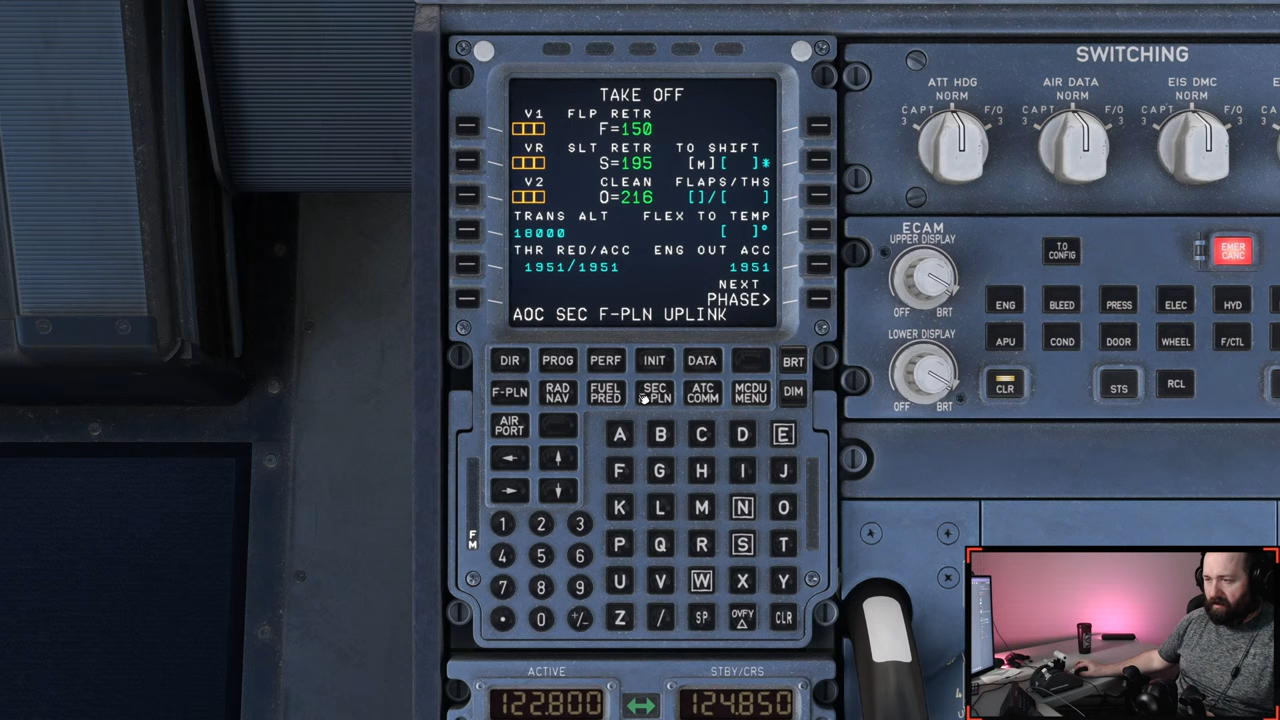 TAKE OFF
V1 FLP RETR
F=150
VR SLT RETR TO SHIFT
S=195 [M][ ]*
V2 CLEAN FLAPS/THS
O=216 []/[ ]
TRANS ALT FLEX TO TEMP
18000 [ ]°
THR RED/ACC ENG OUT ACC
1951/1951 1951
NEXT
PHASE>
AOC SEC F-PLN UPLINK
DIR PROG PERF INIT DATA BRT
F-PLN RAD NAV FUEL PRED SEC PLN ATC COMM MCDU MENU DIM
AIR PORT
← ↑
→ ↓
A B C D E
F G H I J
K L M N O
P Q R S T
U V W X Y
Z / SP OVFY Δ CLR
1 2 3
4 5 6
7 8 9
. 0 +/-
FM
ACTIVE STBY/CRS
122.800 124.850
SWITCHING
ATT HDG AIR DATA EIS DMC
NORM NORM NORM
CAPT 3 F/O 3 CAPT 3 F/O 3 CAPT 3 F/O 3
ECAM
UPPER DISPLAY
OFF BRT
T.O CONFIG
EMER CANC
ENG BLEED PRESS ELEC HYD
LOWER DISPLAY
OFF BRT
APU COND DOOR WHEEL F/CTL
CLR STS RCL